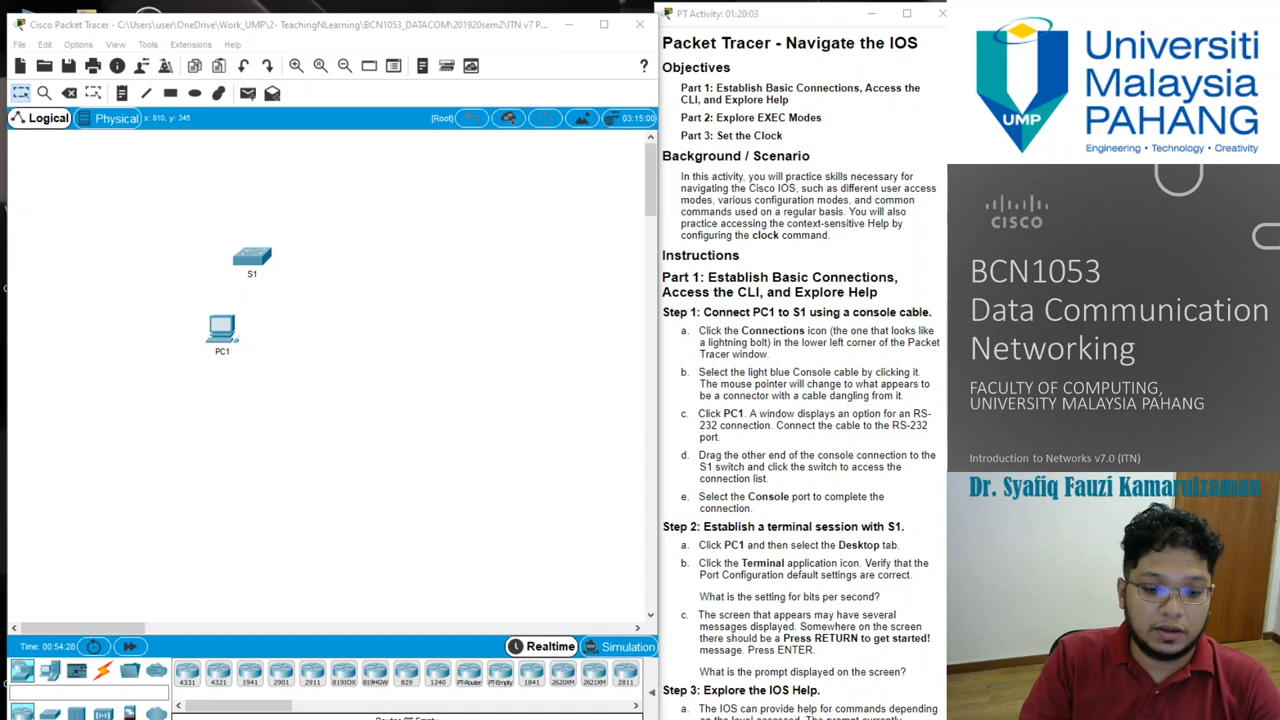 Cisco Packet Tracer - C:\Users\user\OneDrive\Work_UMP\2- TeachingNLearning\BCN1053_DATACOM\201920sem2\ITN v7 P...
File Edit Options View Tools Extensions Help
?
Logical
Physical
x: 810, y: 345
[Root]
03:15:00
S1
PC1
Time: 00:54:28
Realtime
Simulation
4331 4321 1941 2901 2911 819IOX 819HGW 829 1240 PT-Router PT-Empty 1841 2620XM 2621XM 2811
Router-PT-Empty
PT Activity: 01:20:03
Packet Tracer - Navigate the IOS
Objectives
Part 1: Establish Basic Connections, Access the
CLI, and Explore Help
Part 2: Explore EXEC Modes
Part 3: Set the Clock
Background / Scenario
In this activity, you will practice skills necessary for
navigating the Cisco IOS, such as different user access
modes, various configuration modes, and common
commands used on a regular basis. You will also
practice accessing the context-sensitive Help by
configuring the clock command.
Instructions
Part 1: Establish Basic Connections,
Access the CLI, and Explore Help
Step 1: Connect PC1 to S1 using a console cable.
a. Click the Connections icon (the one that looks like
a lightning bolt) in the lower left corner of the Packet
Tracer window.
b. Select the light blue Console cable by clicking it.
The mouse pointer will change to what appears to
be a connector with a cable dangling from it.
c. Click PC1. A window displays an option for an RS-
232 connection. Connect the cable to the RS-232
port.
d. Drag the other end of the console connection to the
S1 switch and click the switch to access the
connection list.
e. Select the Console port to complete the
connection.
Step 2: Establish a terminal session with S1.
a. Click PC1 and then select the Desktop tab.
b. Click the Terminal application icon. Verify that the
Port Configuration default settings are correct.
What is the setting for bits per second?
c. The screen that appears may have several
messages displayed. Somewhere on the screen
there should be a Press RETURN to get started!
message. Press ENTER.
What is the prompt displayed on the screen?
Step 3: Explore the IOS Help.
a. The IOS can provide help for commands depending
on the level accessed. The prompt currently
UMP
Universiti
Malaysia
PAHANG
Engineering • Technology • Creativity
CISCO
BCN1053
Data Communication
Networking
FACULTY OF COMPUTING,
UNIVERSITY MALAYSIA PAHANG
Introduction to Networks v7.0 (ITN)
Dr. Syafiq Fauzi Kamarulzaman